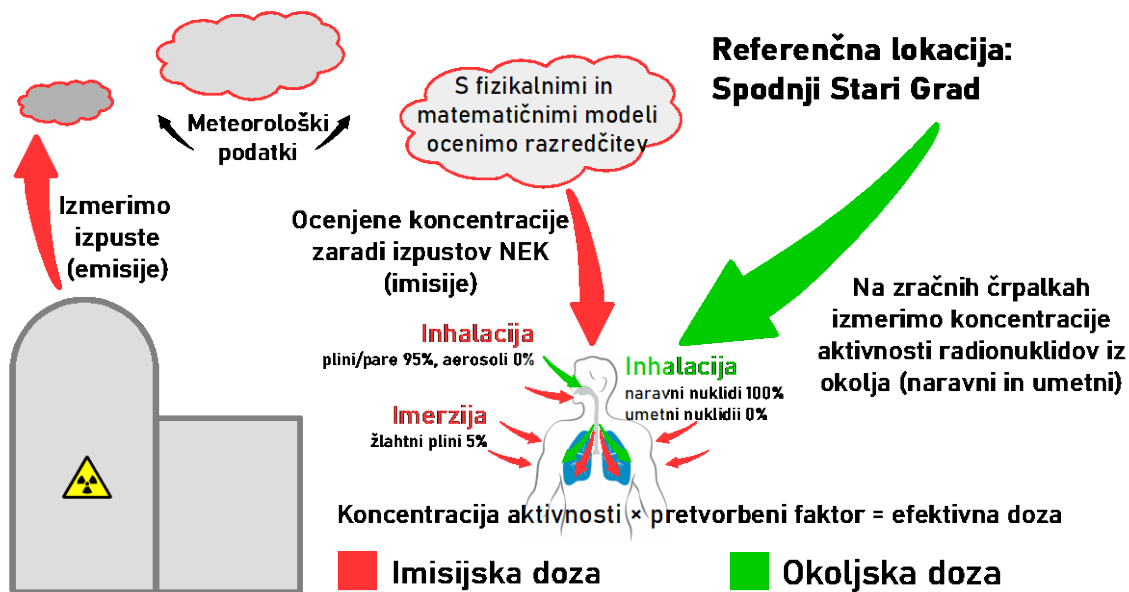 Referenčna lokacija:
Spodnji Stari Grad
S fizikalnimi in
matematičnimi modeli
ocenimo razredčitev
Meteorološki
podatki
Izmerimo
izpuste
(emisije)
Ocenjene koncentracije
zaradi izpustov NEK
(imisije)
Na zračnih črpalkah
izmerimo koncentracije
aktivnosti radionuklidov iz
okolja (naravni in umetni)
Inhalacija
plini/pare 95%, aerosoli 0%
Imerzija
žlahtni plini 5%
Inhalacija
naravni nuklidi 100%
umetni nuklidii 0%
Koncentracija aktivnosti × pretvorbeni faktor = efektivna doza
Imisijska doza
Okoljska doza